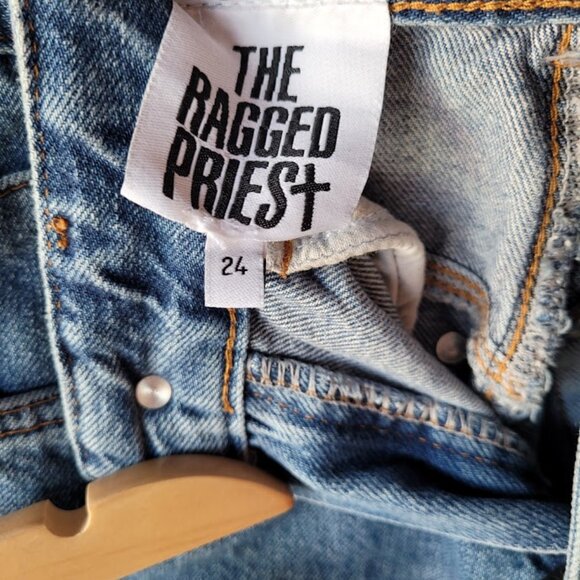 THE
RAGGED
PRIEST
24